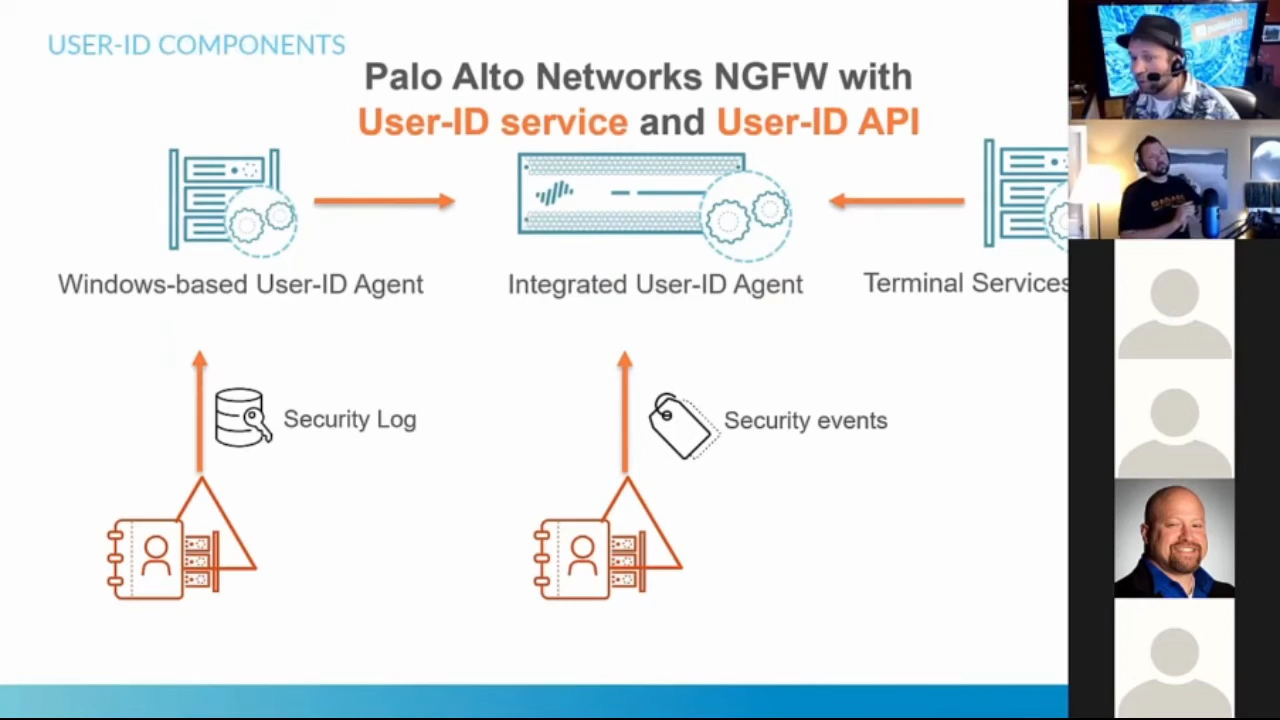 USER-ID COMPONENTS
Palo Alto Networks NGFW with
User-ID service and User-ID API
Windows-based User-ID Agent
Integrated User-ID Agent
Terminal Services
Security Log
Security events